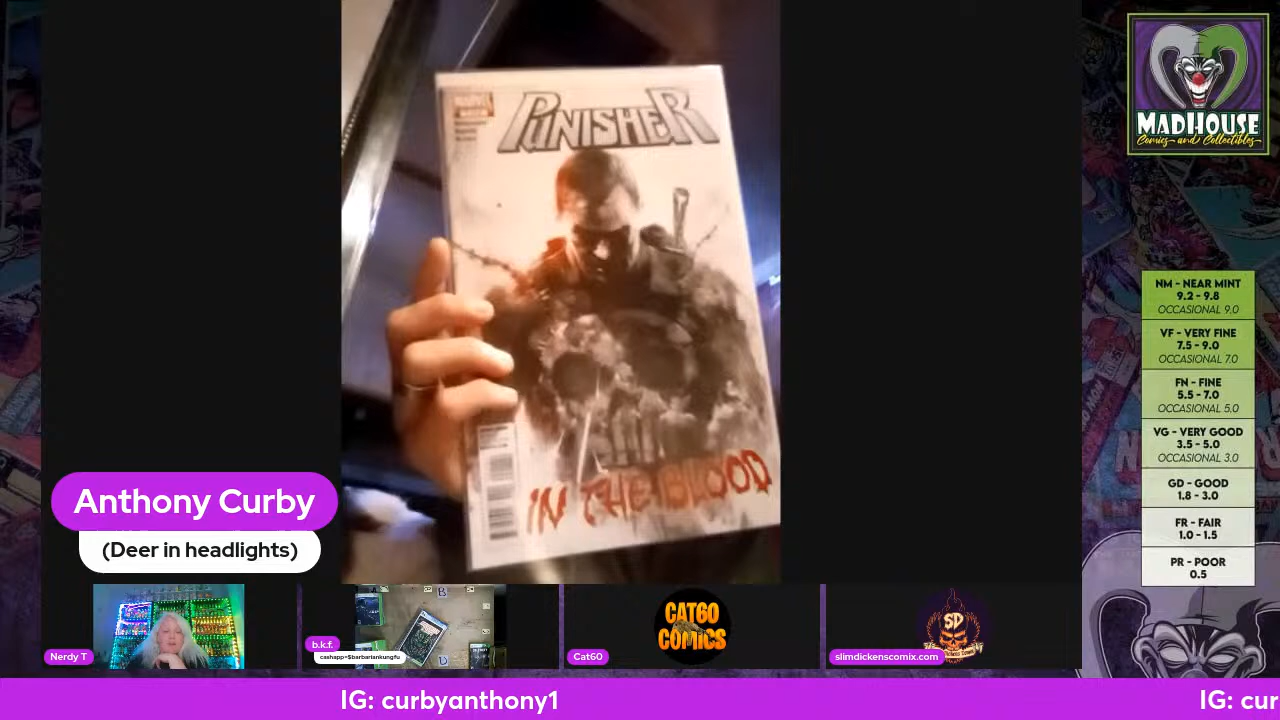 MARVEL
PUNISHER
IN THE BLOOD
MADHOUSE
Comics and Collectibles
NM - NEAR MINT
9.2 - 9.8
OCCASIONAL 9.0
VF - VERY FINE
7.5 - 9.0
OCCASIONAL 7.0
FN - FINE
5.5 - 7.0
OCCASIONAL 5.0
VG - VERY GOOD
3.5 - 5.0
OCCASIONAL 3.0
GD - GOOD
1.8 - 3.0
FR - FAIR
1.0 - 1.5
PR - POOR
0.5
Anthony Curby
(Deer in headlights)
Nerdy T
b.k.f.
cashapp=$barbariankungfu
B
D
CAT60
COMICS
Cat60
SD
slimdickenscomix.com
IG: curbyanthony1
IG: cur